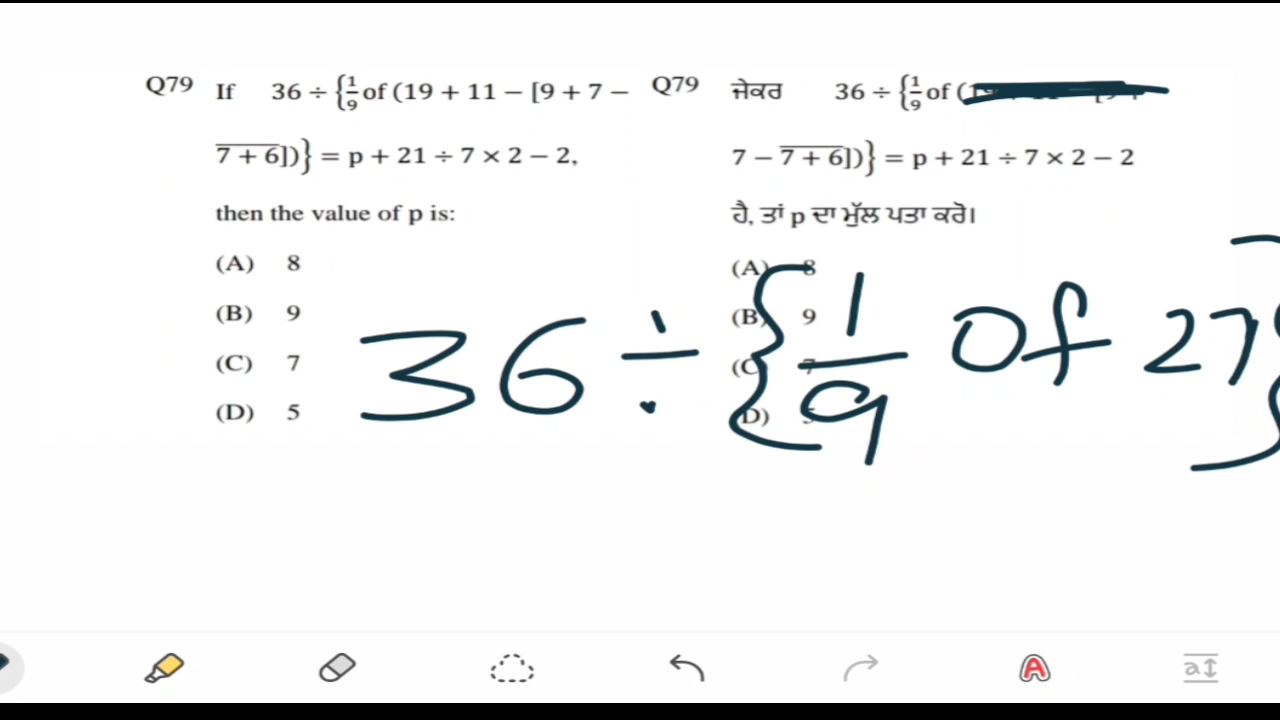 Q79 If 36 ÷ {1/9 of (19 + 11 − [9 + 7 −
7 + 6])} = p + 21 ÷ 7 × 2 − 2,
then the value of p is:
(A) 8
(B) 9
(C) 7
(D) 5
Q79 ਜੇਕਰ 36 ÷ {1/9 of (
7 − 7 + 6])} = p + 21 ÷ 7 × 2 − 2
ਹੈ, ਤਾਂ p ਦਾ ਮੁੱਲ ਪਤਾ ਕਰੋ।
(A) 8
(B) 9
(C) 7
(D)
36 ÷ {1/9 of 27}
a